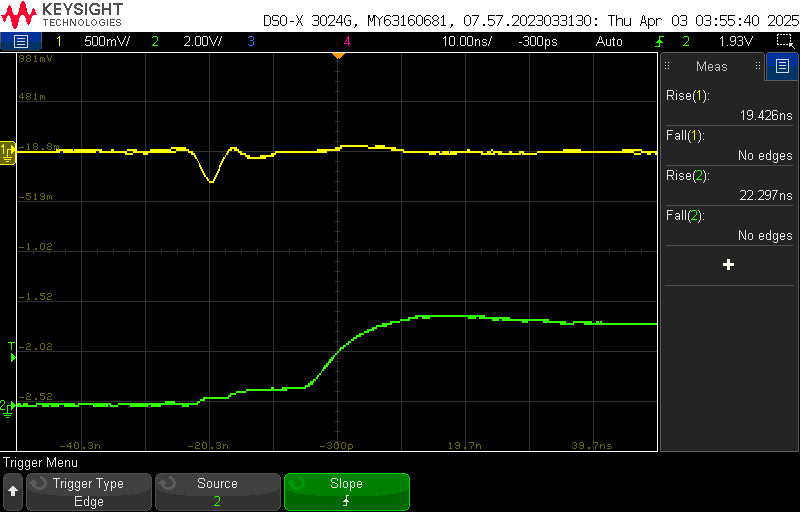 KEYSIGHT
TECHNOLOGIES
DSO-X 3024G, MY63160681, 07.57.2023033130: Thu Apr 03 03:55:40 2025
1 500mV/ 2 2.00V/ 3 4 10.00ns/ -300ps Auto 2 1.93V
981mV
481m
-18.8m
-519m
-1.02
-1.52
-2.02
-2.52
-40.3n -20.3n -300p 19.7n 39.7ns
1
T
2
Meas
Rise(1):
19.426ns
Fall(1):
No edges
Rise(2):
22.297ns
Fall(2):
No edges
Trigger Menu
Trigger Type
Edge
Source
2
Slope